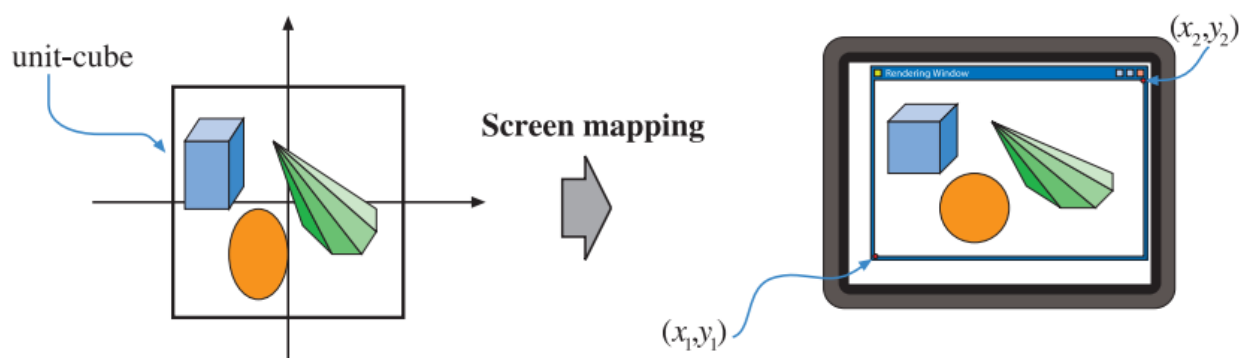 unit-cube
Screen mapping
Rendering Window
(x₂,y₂)
(x₁,y₁)